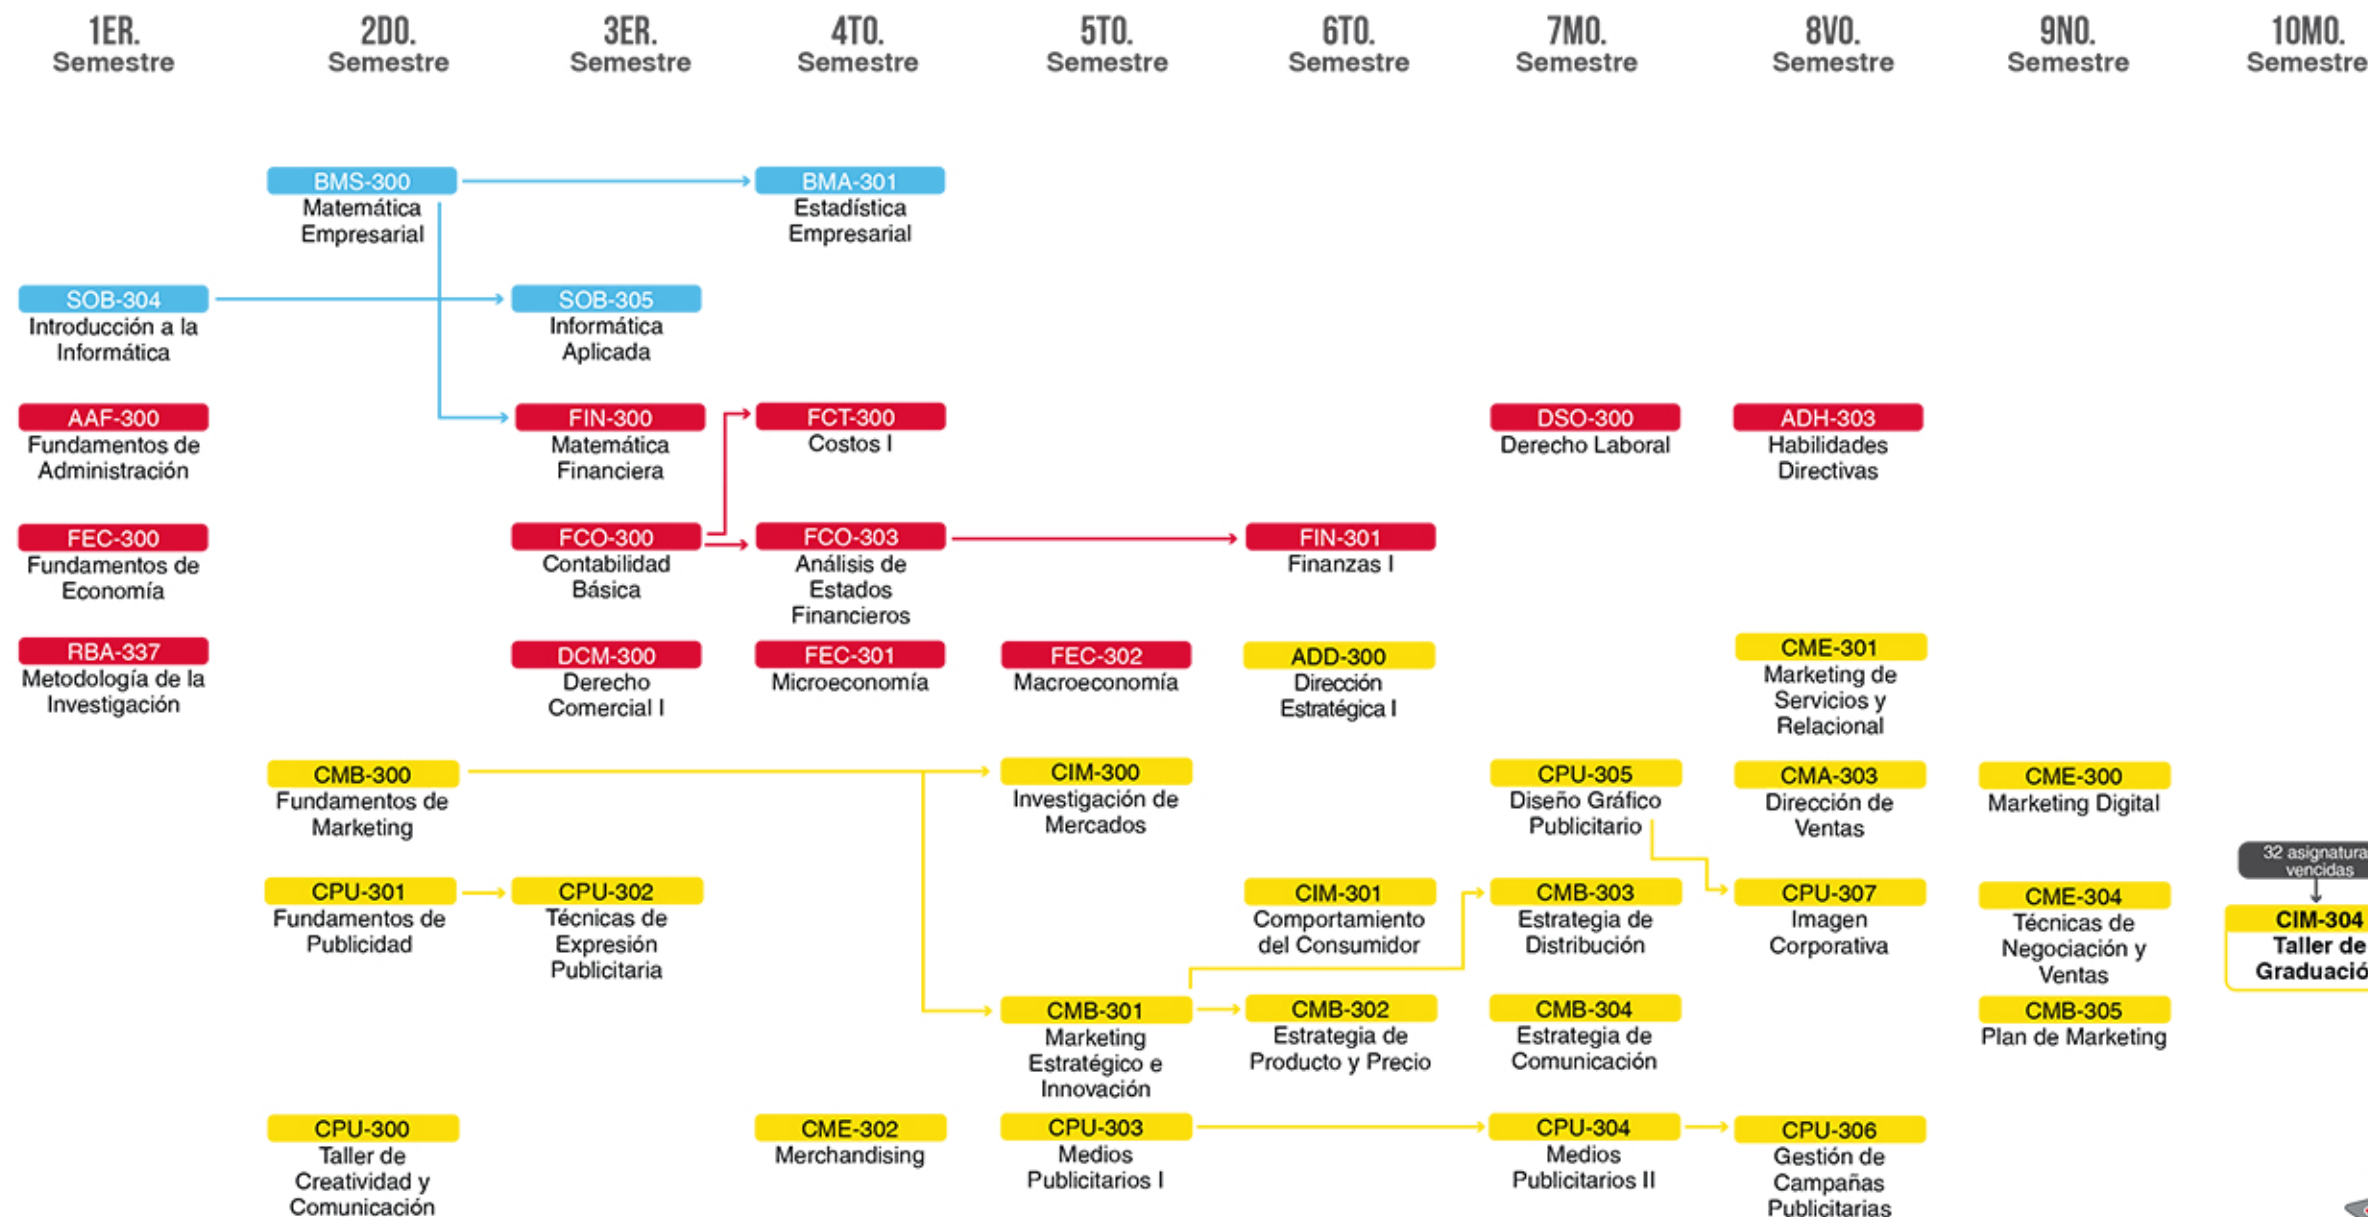 1ER.
Semestre
2DO.
Semestre
3ER.
Semestre
4TO.
Semestre
5TO.
Semestre
6TO.
Semestre
7MO.
Semestre
8VO.
Semestre
9NO.
Semestre
10MO.
Semestre
BMS-300
Matemática
Empresarial
BMA-301
Estadística
Empresarial
SOB-304
Introducción a la
Informática
SOB-305
Informática
Aplicada
AAF-300
Fundamentos de
Administración
FIN-300
Matemática
Financiera
FCT-300
Costos I
DSO-300
Derecho Laboral
ADH-303
Habilidades
Directivas
FEC-300
Fundamentos de
Economía
FCO-300
Contabilidad
Básica
FCO-303
Análisis de
Estados
Financieros
FIN-301
Finanzas I
RBA-337
Metodología de la
Investigación
DCM-300
Derecho
Comercial I
FEC-301
Microeconomía
FEC-302
Macroeconomía
ADD-300
Dirección
Estratégica I
CME-301
Marketing de
Servicios y
Relacional
CMB-300
Fundamentos de
Marketing
CIM-300
Investigación de
Mercados
CPU-305
Diseño Gráfico
Publicitario
CMA-303
Dirección de
Ventas
CME-300
Marketing Digital
CPU-301
Fundamentos de
Publicidad
CPU-302
Técnicas de
Expresión
Publicitaria
CIM-301
Comportamiento
del Consumidor
CMB-303
Estrategia de
Distribución
CPU-307
Imagen
Corporativa
CME-304
Técnicas de
Negociación y
Ventas
32 asignatura
vencidas
CIM-304
Taller de
Graduació
CMB-301
Marketing
Estratégico e
Innovación
CMB-302
Estrategia de
Producto y Precio
CMB-304
Estrategia de
Comunicación
CMB-305
Plan de Marketing
CPU-300
Taller de
Creatividad y
Comunicación
CME-302
Merchandising
CPU-303
Medios
Publicitarios I
CPU-304
Medios
Publicitarios II
CPU-306
Gestión de
Campañas
Publicitarias